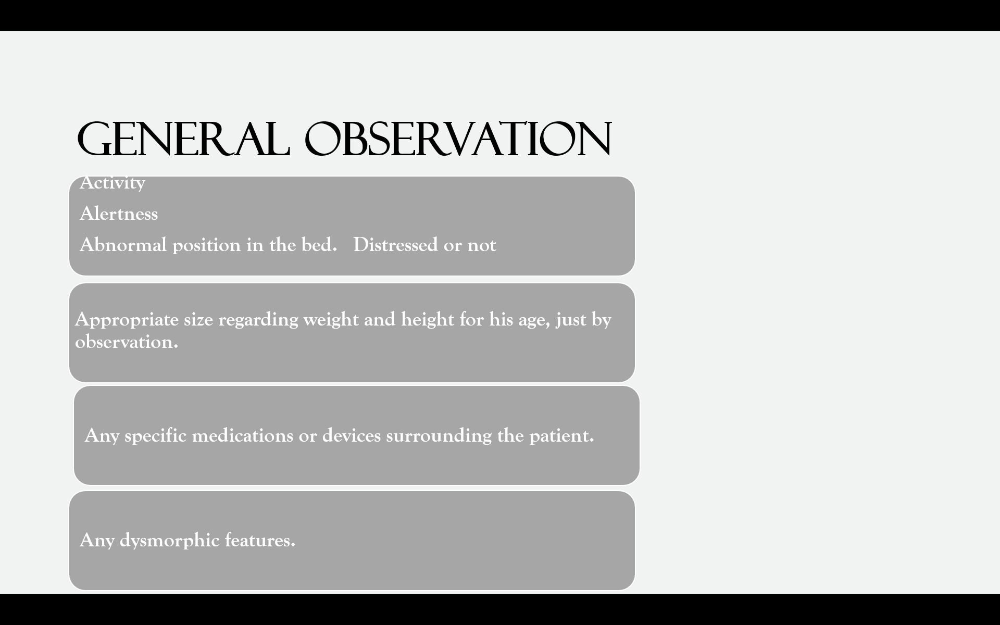 GENERAL OBSERVATION
Activity
Alertness
Abnormal position in the bed. Distressed or not
Appropriate size regarding weight and height for his age, just by
observation.
Any specific medications or devices surrounding the patient.
Any dysmorphic features.